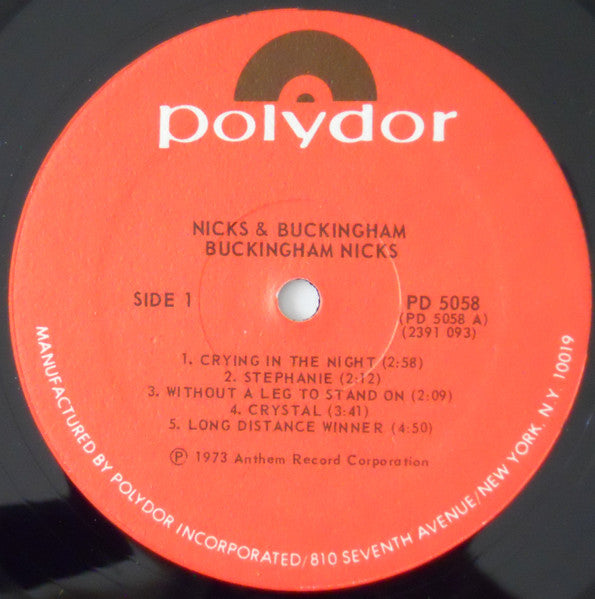 polydor
NICKS & BUCKINGHAM
BUCKINGHAM NICKS
SIDE 1
PD 5058
(PD 5058 A)
(2391 093)
1. CRYING IN THE NIGHT (2:58)
2. STEPHANIE (2:12)
3. WITHOUT A LEG TO STAND ON (2:09)
4. CRYSTAL (3:41)
5. LONG DISTANCE WINNER (4:50)
Ⓟ 1973 Anthem Record Corporation
MANUFACTURED BY POLYDOR INCORPORATED/810 SEVENTH AVENUE/NEW YORK, N.Y. 10019